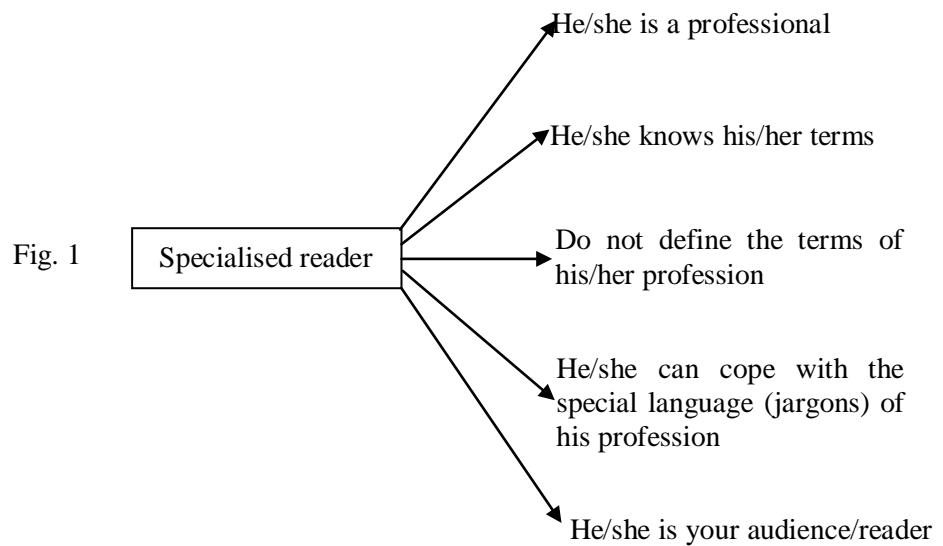 He/she is a professional
He/she knows his/her terms
Fig. 1
Specialised reader
Do not define the terms of
his/her profession
He/she can cope with the
special language (jargons) of
his profession
He/she is your audience/reader